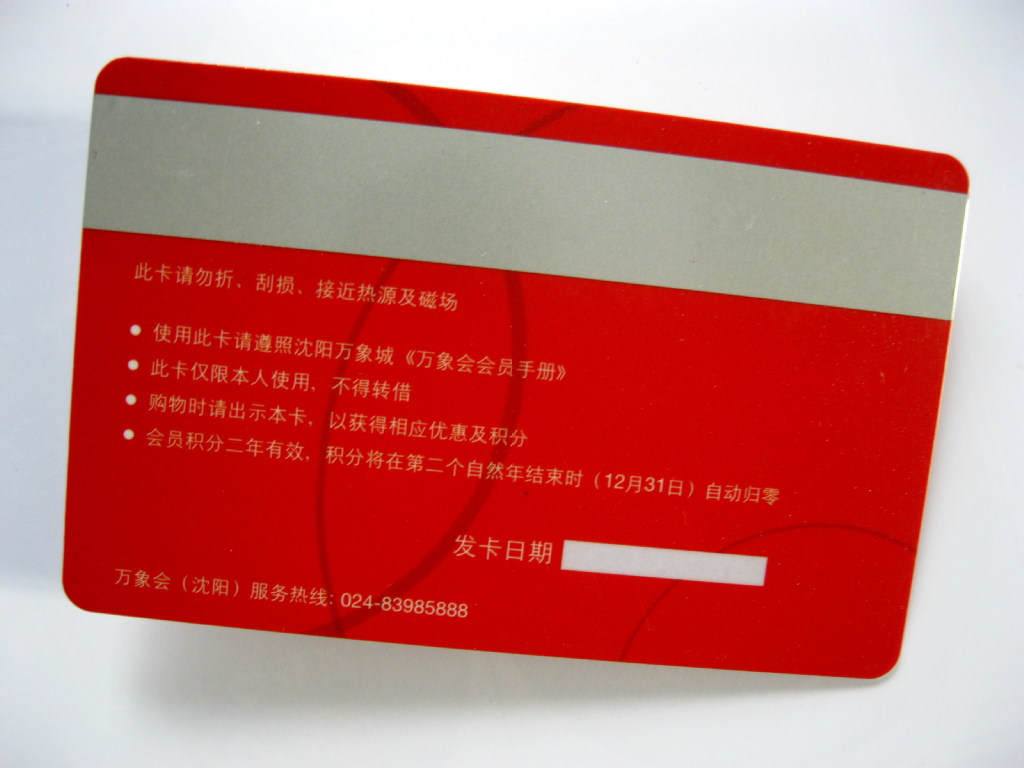 此卡请勿折、刮损、接近热源及磁场
● 使用此卡请遵照沈阳万象城《万象会会员手册》
● 此卡仅限本人使用，不得转借
● 购物时请出示本卡，以获得相应优惠及积分
● 会员积分二年有效，积分将在第二个自然年结束时（12月31日）自动归零
发卡日期
万象会（沈阳）服务热线: 024-83985888